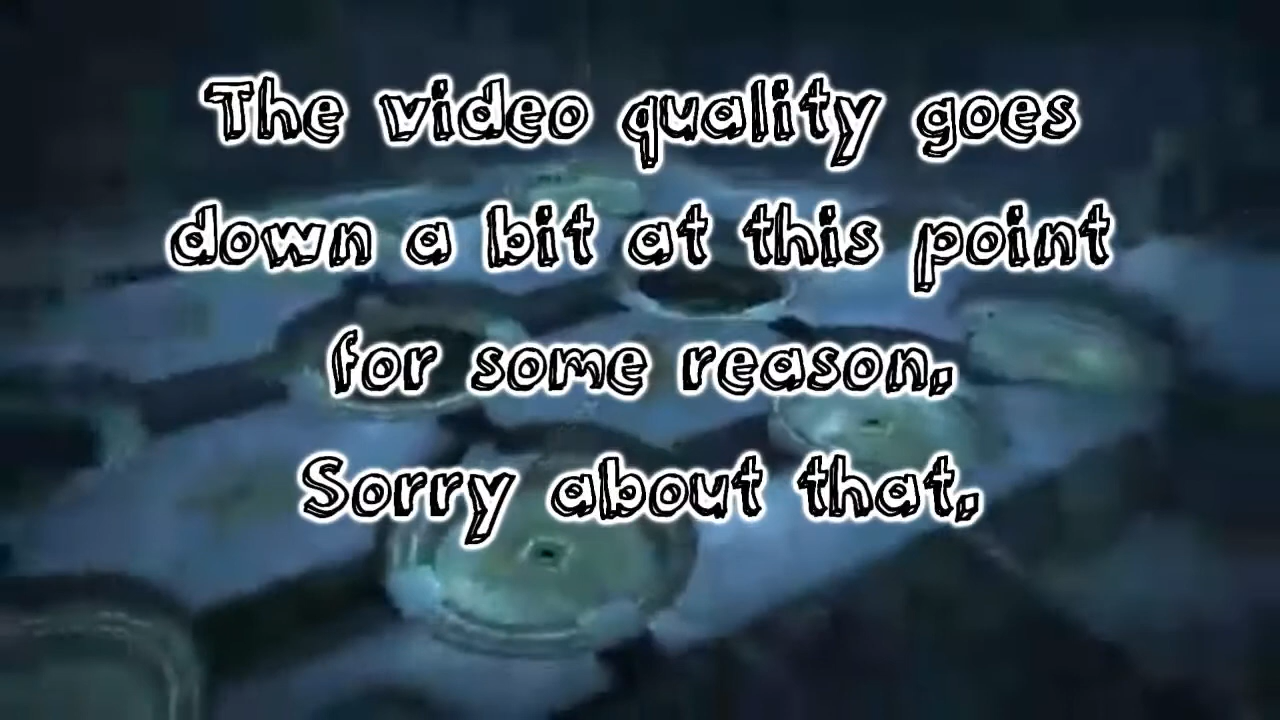 The video quality goes
down a bit at this point
for some reason.
Sorry about that.